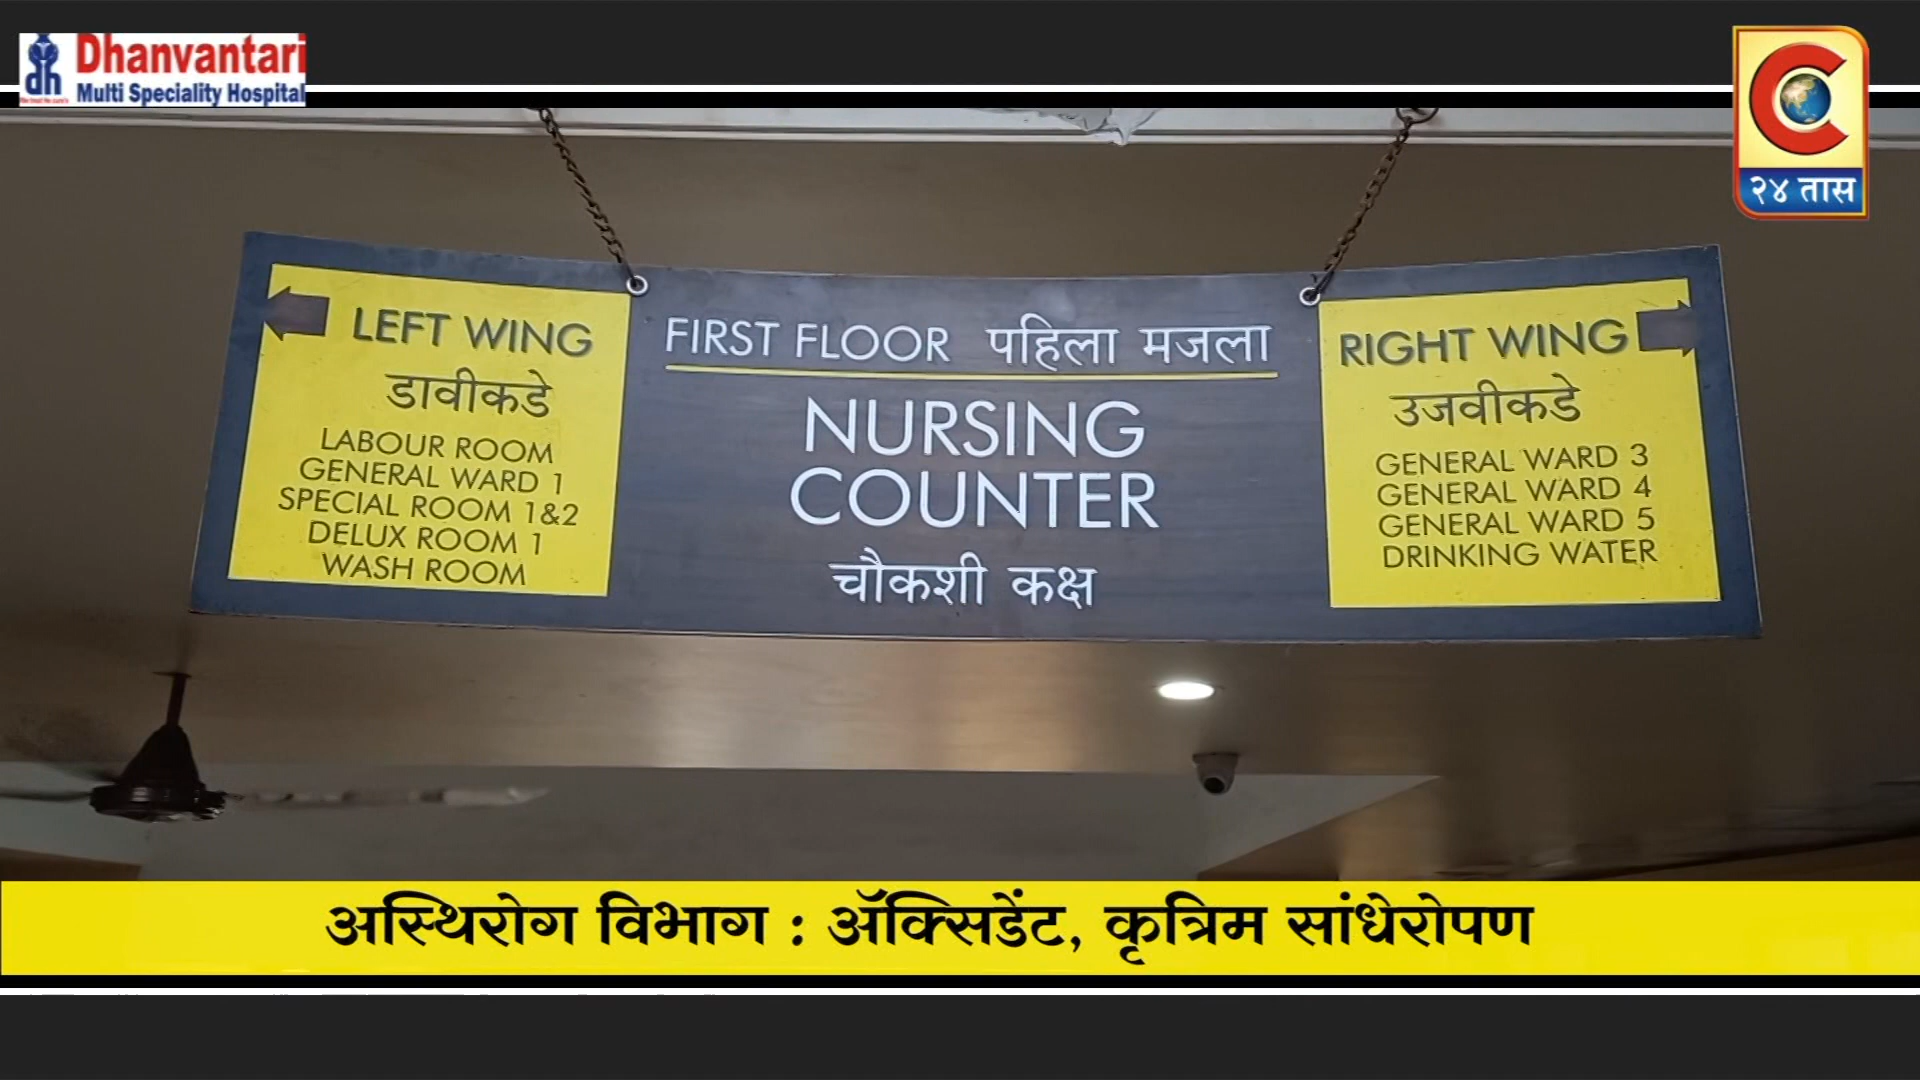 Dhanvantari
Multi Speciality Hospital
२४ तास
LEFT WING
डावीकडे
LABOUR ROOM
GENERAL WARD 1
SPECIAL ROOM 1&2
DELUX ROOM 1
WASH ROOM
FIRST FLOOR पहिला मजला
NURSING
COUNTER
चौकशी कक्ष
RIGHT WING
उजवीकडे
GENERAL WARD 3
GENERAL WARD 4
GENERAL WARD 5
DRINKING WATER
अस्थिरोग विभाग : ॲक्सिडेंट, कृत्रिम सांधेरोपण